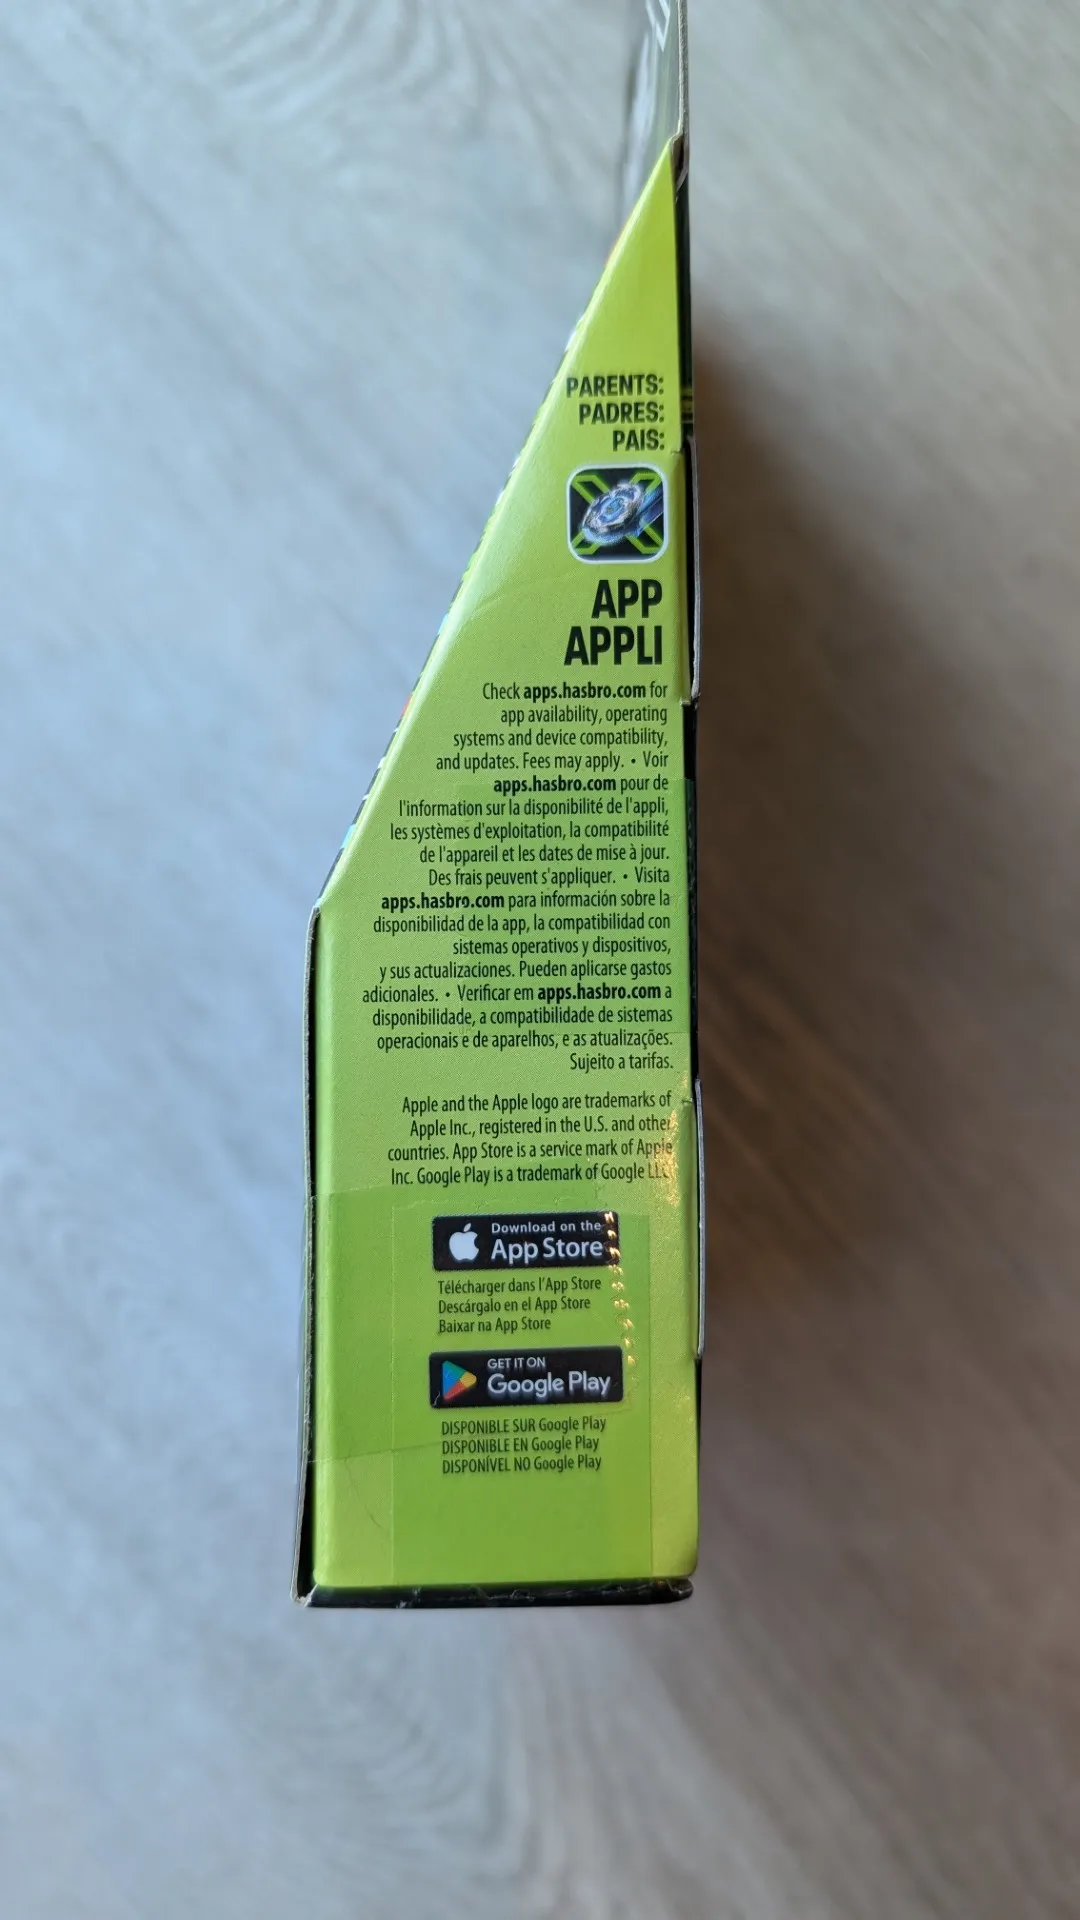 PARENTS:
PADRES:
PAIS:
APP
APPLI
Check apps.hasbro.com for
app availability, operating
systems and device compatibility,
and updates. Fees may apply. • Voir
apps.hasbro.com pour de
l'information sur la disponibilité de l'appli,
les systèmes d'exploitation, la compatibilité
de l'appareil et les dates de mise à jour.
Des frais peuvent s'appliquer. • Visita
apps.hasbro.com para información sobre la
disponibilidad de la app, la compatibilidad con
sistemas operativos y dispositivos,
y sus actualizaciones. Pueden aplicarse gastos
adicionales. • Verificar em apps.hasbro.com a
disponibilidade, a compatibilidade de sistemas
operacionais e de aparelhos, e as atualizações.
Sujeito a tarifas.
Apple and the Apple logo are trademarks of
Apple Inc., registered in the U.S. and other
countries. App Store is a service mark of Apple
Inc. Google Play is a trademark of Google LLC
Download on the
App Store
Télécharger dans l'App Store
Descárgalo en el App Store
Baixar na App Store
GET IT ON
Google Play
DISPONIBLE SUR Google Play
DISPONIBLE EN Google Play
DISPONÍVEL NO Google Play